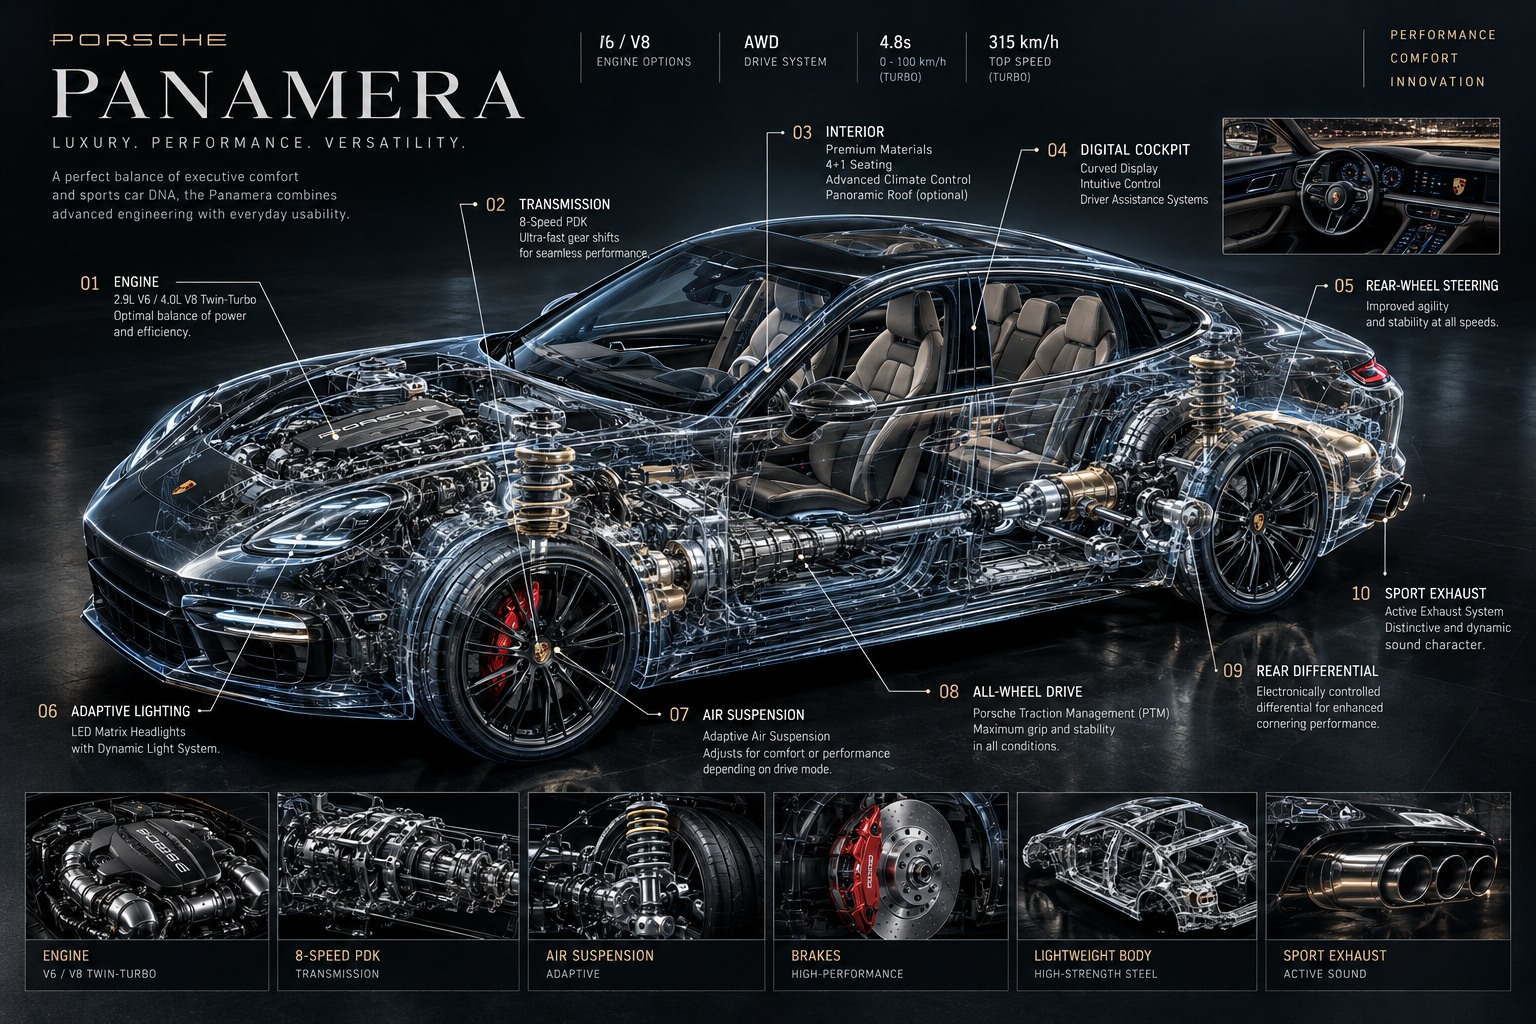 PORSCHE
PANAMERA
LUXURY. PERFORMANCE. VERSATILITY.
A perfect balance of executive comfort
and sports car DNA, the Panamera combines
advanced engineering with everyday usability.
/ V8
ENGINE OPTIONS
AWD
DRIVE SYSTEM
4.8s
0 - 100 km/h
(TURBO)
315 km/h
TOP SPEED
(TURBO)
PERFORMANCE
COMFORT
INNOVATION
01 ENGINE
2.9L V6 / 4.0L V8 Twin-Turbo
Optimal balance of power
and efficiency.
02 TRANSMISSION
8-Speed PDK
Ultra-fast gear shifts
for seamless performance.
03 INTERIOR
Premium Materials
4+1 Seating
Advanced Climate Control
Panoramic Roof (optional)
04 DIGITAL COCKPIT
Curved Display
Intuitive Control
Driver Assistance Systems
05 REAR-WHEEL STEERING
Improved agility
and stability at all speeds.
PORSCHE
06 ADAPTIVE LIGHTING
LED Matrix Headlights
with Dynamic Light System.
07 AIR SUSPENSION
Adaptive Air Suspension
Adjusts for comfort or performance
depending on drive mode.
08 ALL-WHEEL DRIVE
Porsche Traction Management (PTM)
Maximum grip and stability
in all conditions.
09 REAR DIFFERENTIAL
Electronically controlled
differential for enhanced
cornering performance.
10 SPORT EXHAUST
Active Exhaust System
Distinctive and dynamic
sound character.
ENGINE
V6 / V8 TWIN-TURBO
8-SPEED PDK
TRANSMISSION
AIR SUSPENSION
ADAPTIVE
BRAKES
HIGH-PERFORMANCE
LIGHTWEIGHT BODY
HIGH-STRENGTH STEEL
SPORT EXHAUST
ACTIVE SOUND